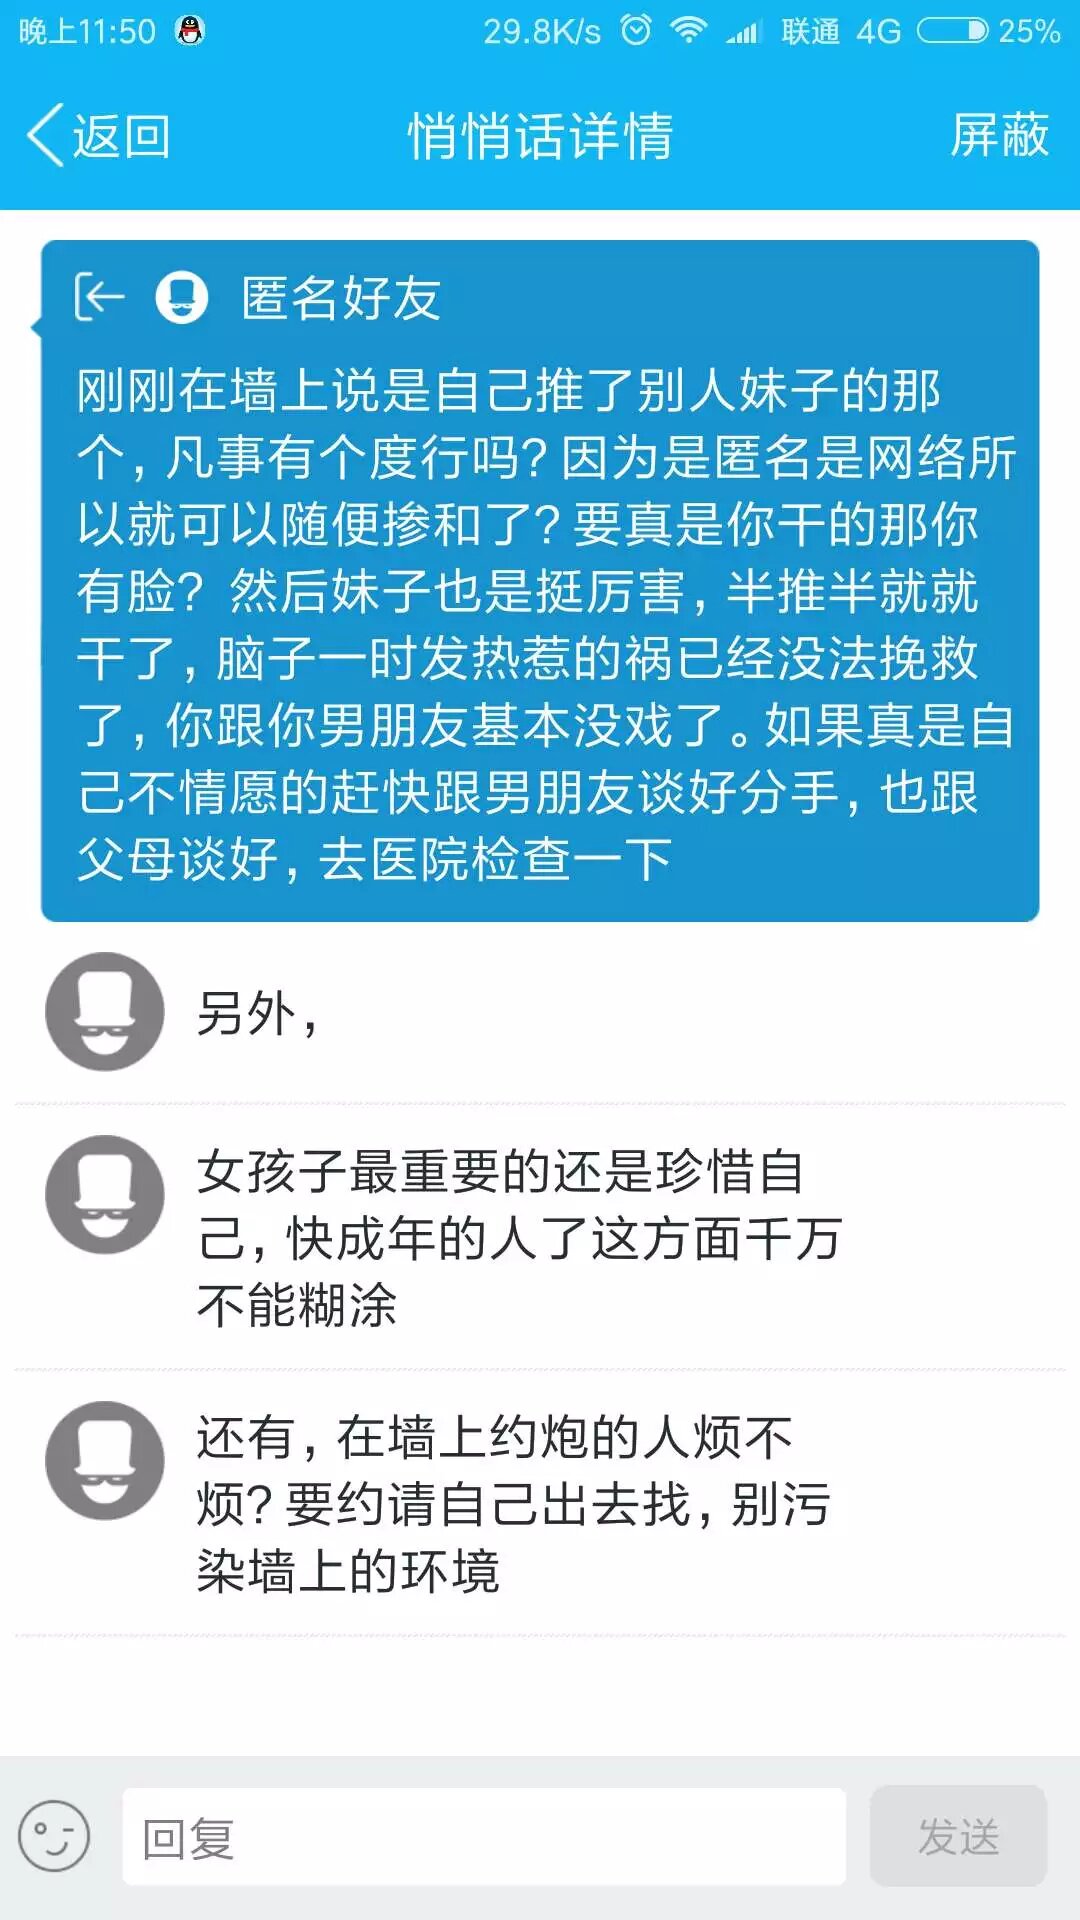 晚上11:50 29.8K/s 联通 4G 25%
返回 悄悄话详情 屏蔽
匿名好友
刚刚在墙上说是自己推了别人妹子的那
个，凡事有个度行吗？因为是匿名是网络所
以就可以随便掺和了？要真是你干的那你
有脸？ 然后妹子也是挺厉害，半推半就就
干了，脑子一时发热惹的祸已经没法挽救
了，你跟你男朋友基本没戏了。如果真是自
己不情愿的赶快跟男朋友谈好分手，也跟
父母谈好，去医院检查一下
另外，
女孩子最重要的还是珍惜自
己，快成年的人了这方面千万
不能糊涂
还有，在墙上约炮的人烦不
烦？要约请自己出去找，别污
染墙上的环境
回复 发送